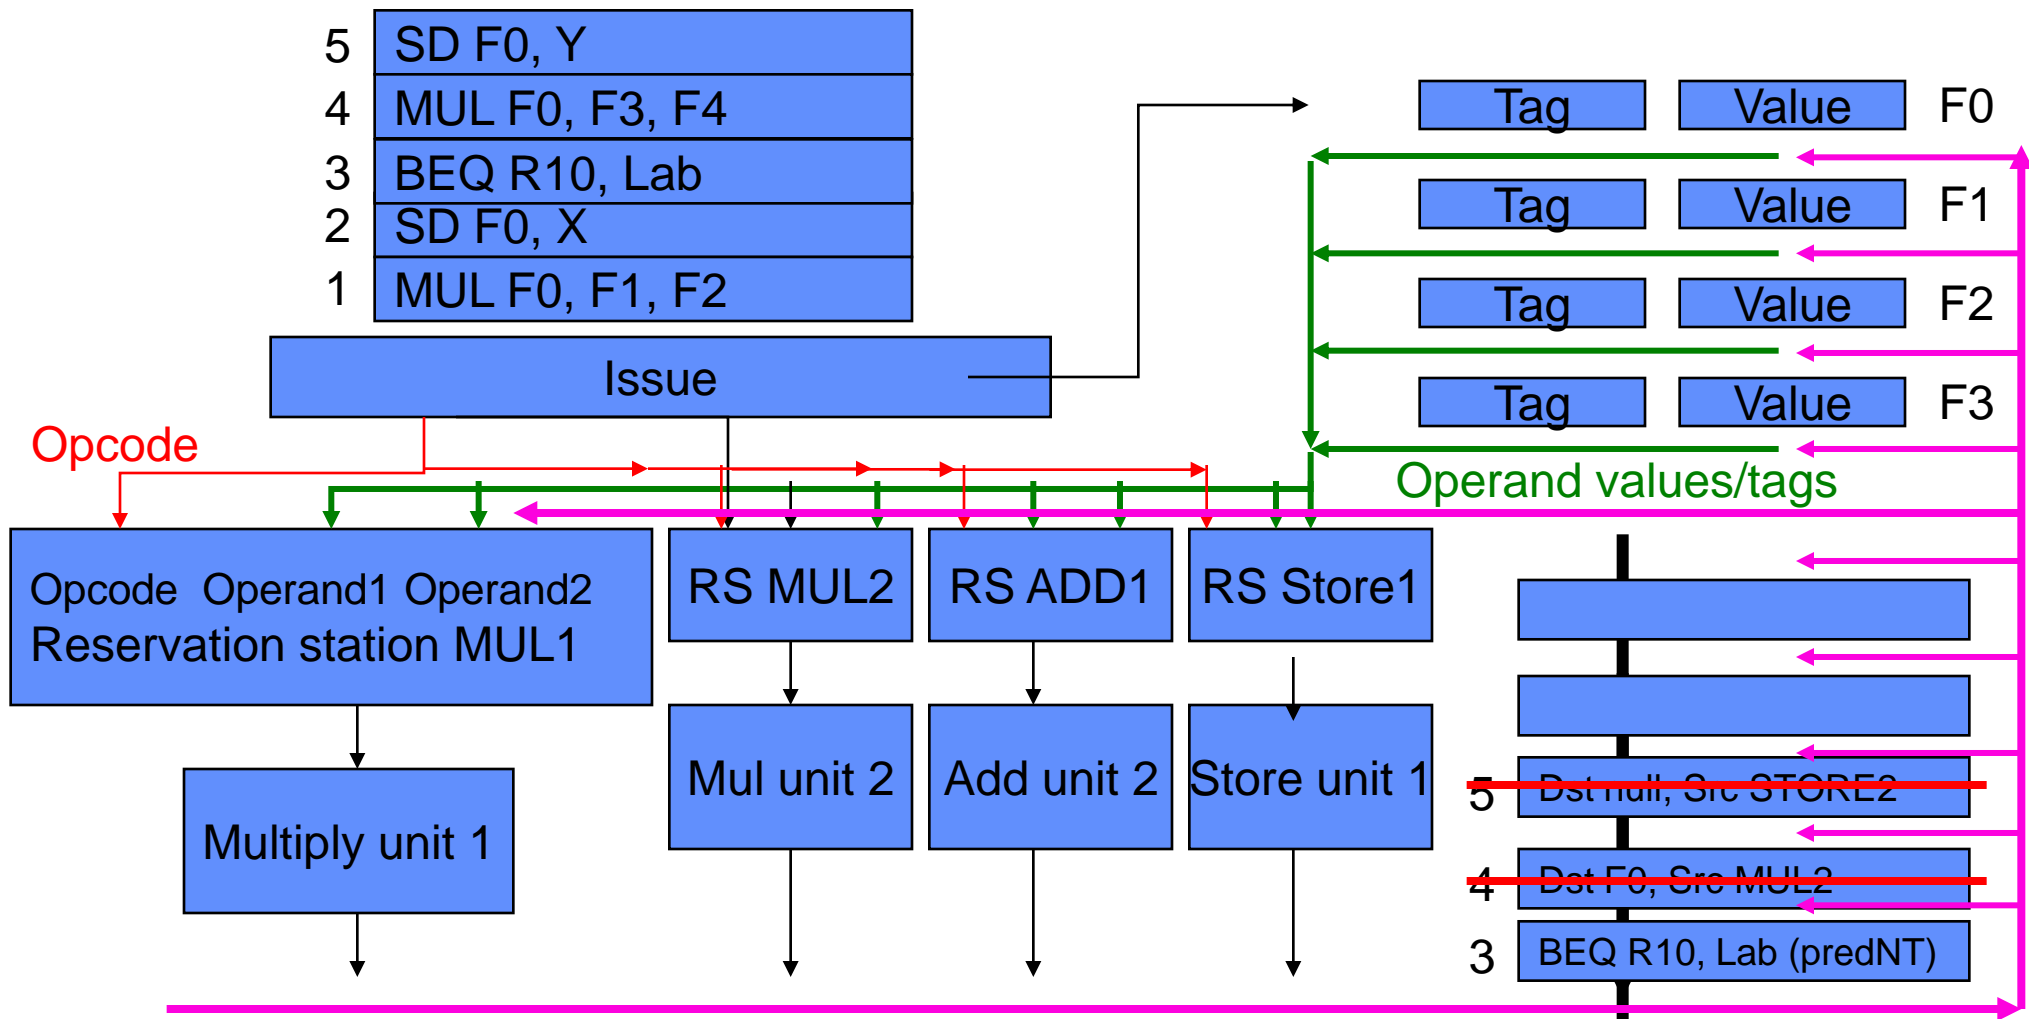 5 SD F0, Y
4 MUL F0, F3, F4
3 BEQ R10, Lab
2 SD F0, X
1 MUL F0, F1, F2
Issue
Tag Value F0
Tag Value F1
Tag Value F2
Tag Value F3
Opcode
Operand values/tags
Opcode Operand1 Operand2
Reservation station MUL1
RS MUL2
RS ADD1
RS Store1
Multiply unit 1
Mul unit 2
Add unit 2
Store unit 1
5 Dst null, Src STORE2
4 Dst F0, Src MUL2
3 BEQ R10, Lab (predNT)